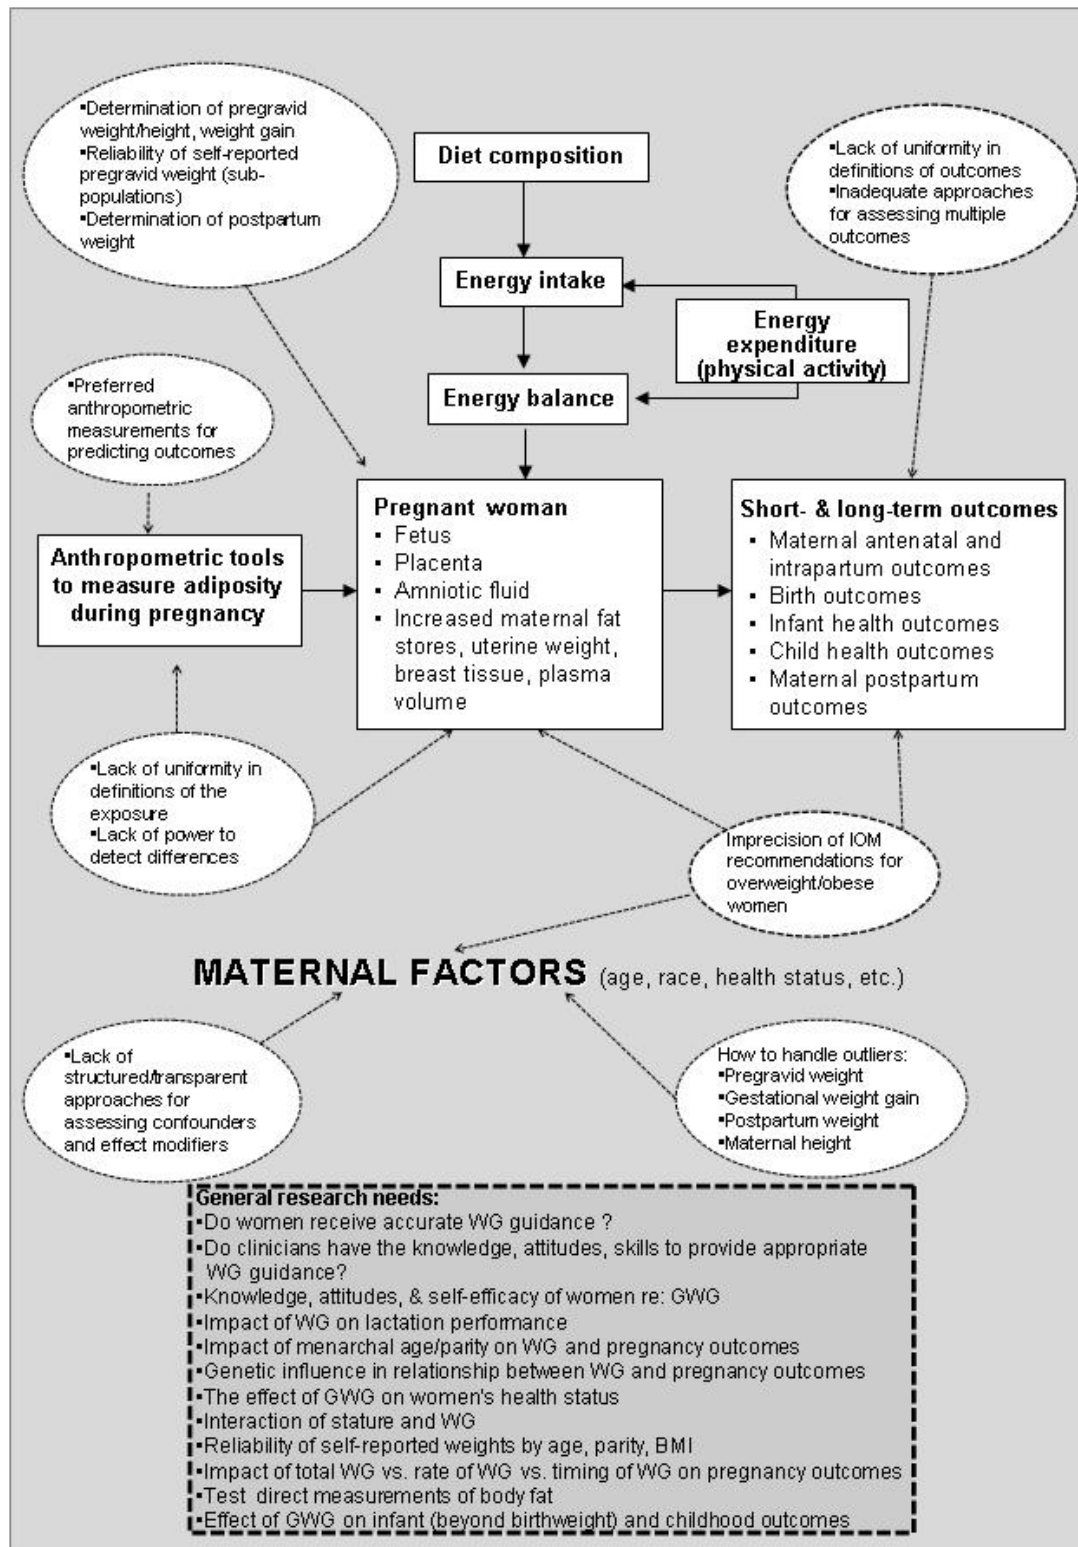 ▪Determination of pregravid
weight/height, weight gain
▪Reliability of self-reported
pregravid weight (sub-
populations)
▪Determination of postpartum
weight
Diet composition
▪Lack of uniformity in
definitions of outcomes
▪Inadequate approaches
for assessing multiple
outcomes
Energy intake
Energy
expenditure
(physical activity)
Energy balance
▪Preferred
anthropometric
measurements for
predicting outcomes
Anthropometric tools
to measure adiposity
during pregnancy
Pregnant woman
▪ Fetus
▪ Placenta
▪ Amniotic fluid
▪ Increased maternal fat
stores, uterine weight,
breast tissue, plasma
volume
Short- & long-term outcomes
▪ Maternal antenatal and
intrapartum outcomes
▪ Birth outcomes
▪ Infant health outcomes
▪ Child health outcomes
▪ Maternal postpartum
outcomes
▪Lack of uniformity in
definitions of the
exposure
▪Lack of power to
detect differences
Imprecision of IOM
recommendations for
overweight/obese
women
MATERNAL FACTORS (age, race, health status, etc.)
▪Lack of
structured/transparent
approaches for
assessing confounders
and effect modifiers
How to handle outliers:
▪Pregravid weight
▪Gestational weight gain
▪Postpartum weight
▪Maternal height
General research needs:
▪Do women receive accurate WG guidance ?
▪Do clinicians have the knowledge, attitudes, skills to provide appropriate
WG guidance?
▪Knowledge, attitudes, & self-efficacy of women re: GWG
▪Impact of WG on lactation performance
▪Impact of menarchal age/parity on WG and pregnancy outcomes
▪Genetic influence in relationship between WG and pregnancy outcomes
▪The effect of GWG on women's health status
▪Interaction of stature and WG
▪Reliability of self-reported weights by age, parity, BMI
▪Impact of total WG vs. rate of WG vs. timing of WG on pregnancy outcomes
▪Test direct measurements of body fat
▪Effect of GWG on infant (beyond birthweight) and childhood outcomes